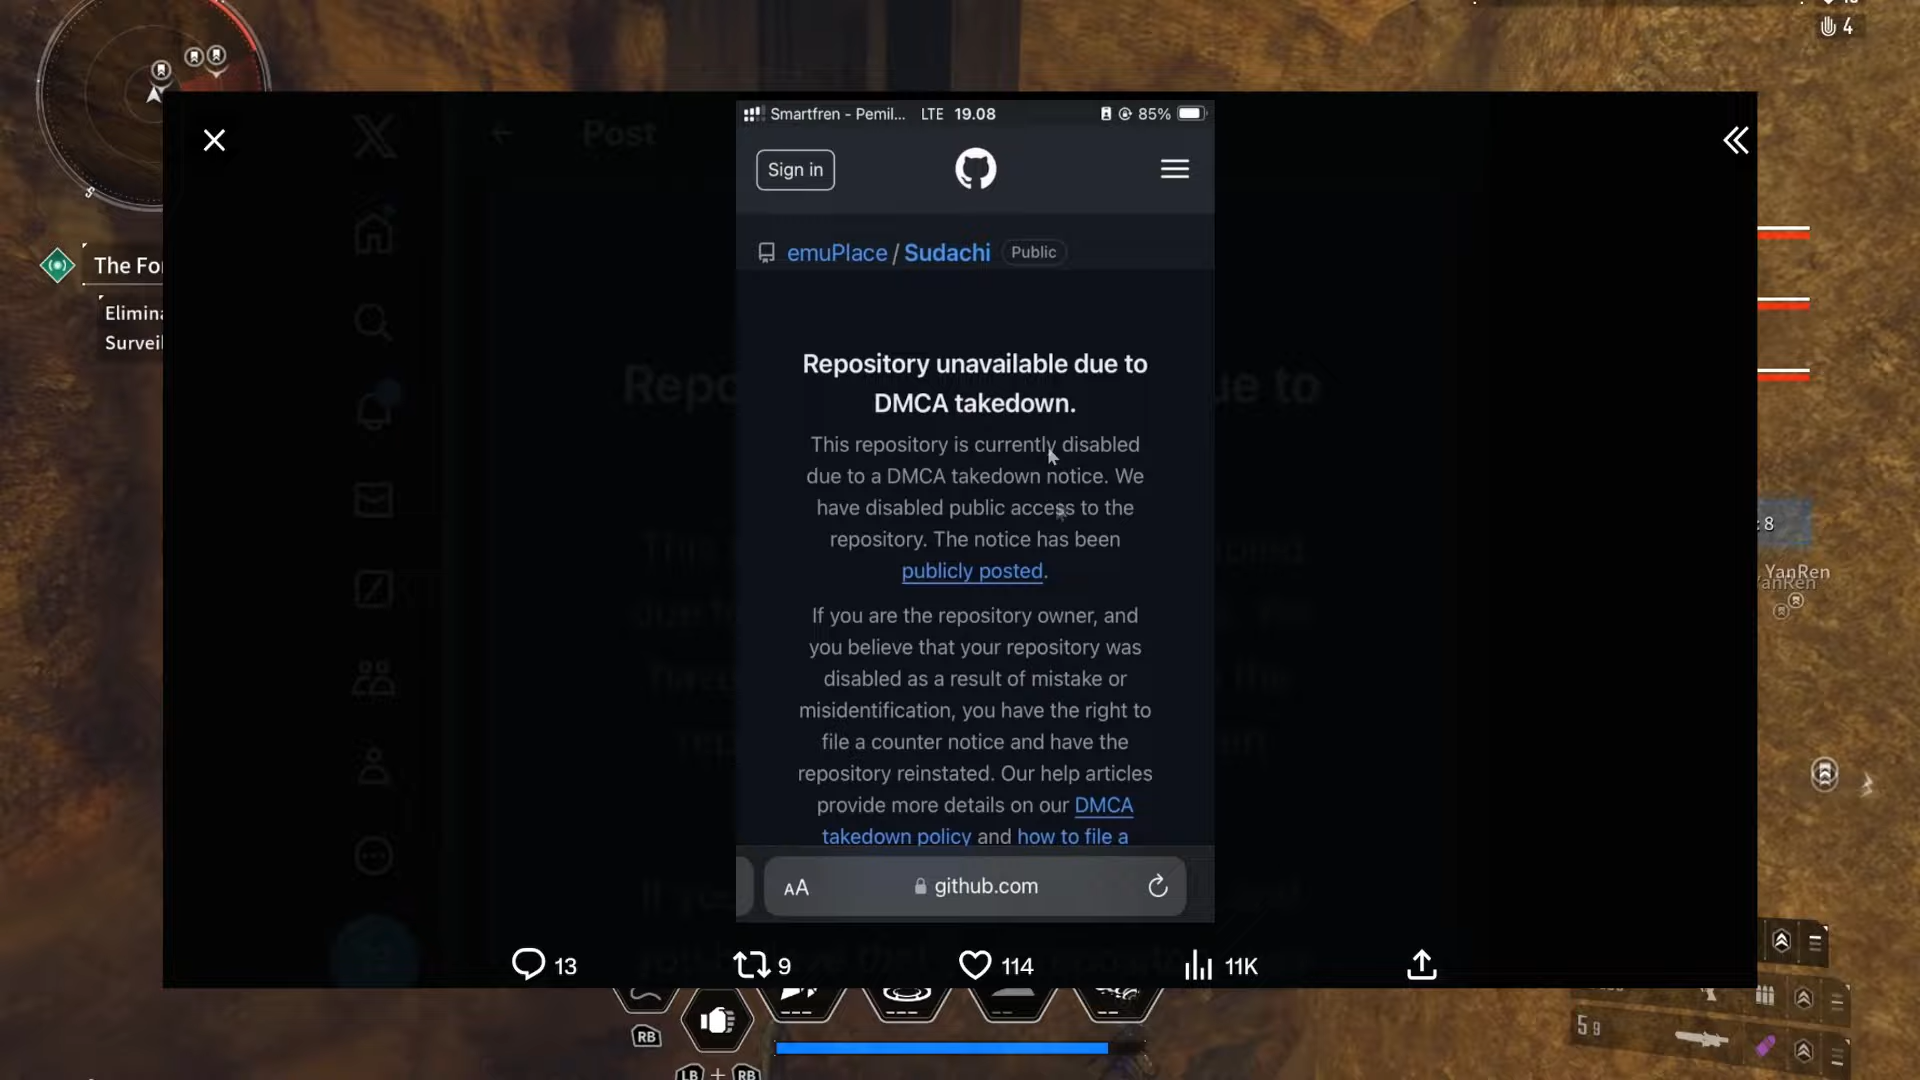 4
S
Smartfren - Pemil... LTE 19.08 85%
Post
Sign in
emuPlace / Sudachi Public
The Fo
Elimina
Surveil
Repository unavailable due to
DMCA takedown.
This repository is currently disabled
due to a DMCA takedown notice. We
have disabled public access to the
repository. The notice has been
publicly posted.
If you are the repository owner, and
you believe that your repository was
disabled as a result of mistake or
misidentification, you have the right to
file a counter notice and have the
repository reinstated. Our help articles
provide more details on our DMCA
takedown policy and how to file a
: 8
YanRen
YanRen
AA github.com
13 9 114 11K
RB
LB + RB
59